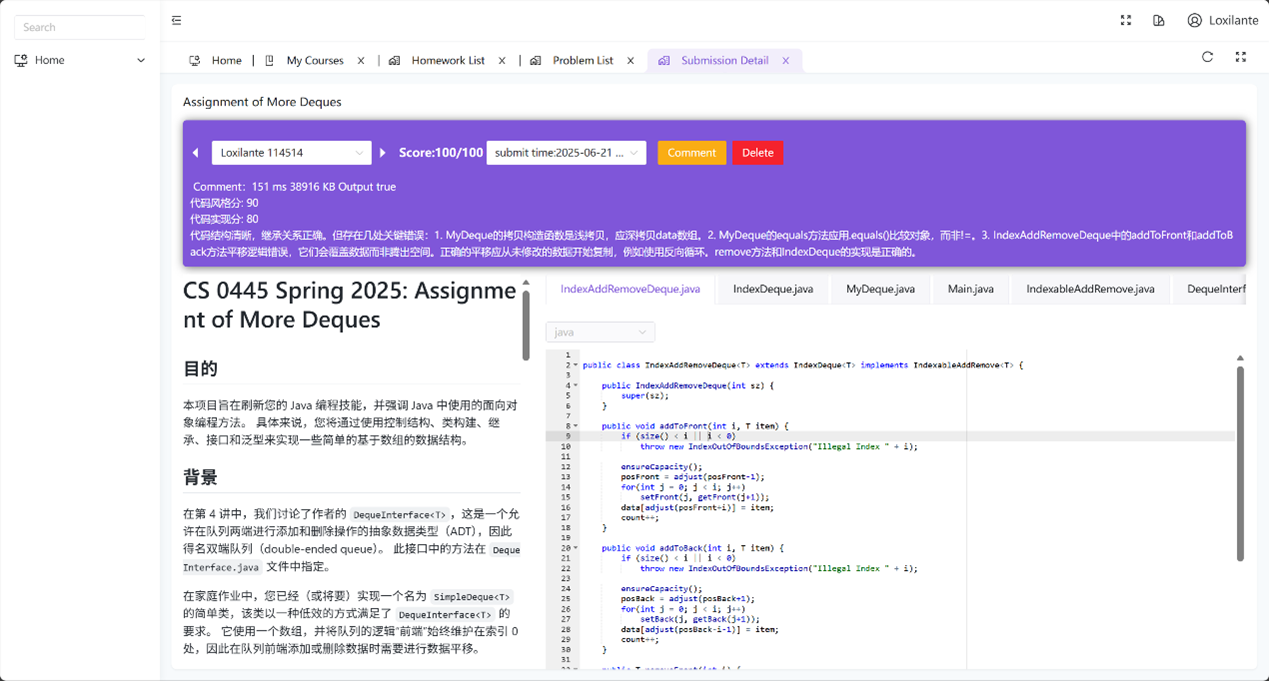 Search
Loxilante
Home
Home
My Courses
Homework List
Problem List
Submission Detail
Assignment of More Deques
Loxilante 114514
Score:100/100
submit time:2025-06-21 ...
Comment
Delete
Comment: 151 ms 38916 KB Output true
代码风格分: 90
代码实现分: 80
代码结构清晰，继承关系正确。但存在几处关键错误：1. MyDeque的拷贝构造函数是浅拷贝，应深拷贝data数组。2. MyDeque的equals方法应用.equals()比较对象，而非!=。3. IndexAddRemoveDeque中的addToFront和addToB
ack方法平移逻辑错误，它们会覆盖数据而非腾出空间。正确的平移应从未修改的数据开始复制，例如使用反向循环。remove方法和IndexDeque的实现是正确的。
CS 0445 Spring 2025: Assignme
nt of More Deques
目的
本项目旨在刷新您的 Java 编程技能，并强调 Java 中使用的面向对
象编程方法。 具体来说，您将通过使用控制结构、类构建、继
承、接口和泛型来实现一些简单的基于数组的数据结构。
背景
在第 4 讲中，我们讨论了作者的 DequeInterface<T> ，这是一个允
许在队列两端进行添加和删除操作的抽象数据类型（ADT），因此
得名双端队列（double-ended queue）。 此接口中的方法在 Deque
Interface.java 文件中指定。
在家庭作业中，您已经（或将要）实现一个名为 SimpleDeque<T>
的简单类，该类以一种低效的方式满足了 DequeInterface<T> 的
要求。 它使用一个数组，并将队列的逻辑“前端”始终维护在索引 0
处，因此在队列前端添加或删除数据时需要进行数据平移。
IndexAddRemoveDeque.java
IndexDeque.java
MyDeque.java
Main.java
IndexableAddRemove.java
DequeInterf
java
1
2 public class IndexAddRemoveDeque<T> extends IndexDeque<T> implements IndexableAddRemove<T> {
3
4 public IndexAddRemoveDeque(int sz) {
5 super(sz);
6 }
7
8 public void addToFront(int i, T item) {
9 if (size() < i || i < 0)
10 throw new IndexOutOfBoundsException("Illegal Index " + i);
11
12 ensureCapacity();
13 posFront = adjust(posFront-1);
14 for(int j = 0; j < i; j++)
15 setFront(j, getFront(j+1));
16 data[adjust(posFront+i)] = item;
17 count++;
18 }
19
20 public void addToBack(int i, T item) {
21 if (size() < i || i < 0)
22 throw new IndexOutOfBoundsException("Illegal Index " + i);
23
24 ensureCapacity();
25 posBack = adjust(posBack+1);
26 for(int j = 0; j < i; j++)
27 setBack(j, getBack(j+1));
28 data[adjust(posBack-i-1)] = item;
29 count++;
30 }
31